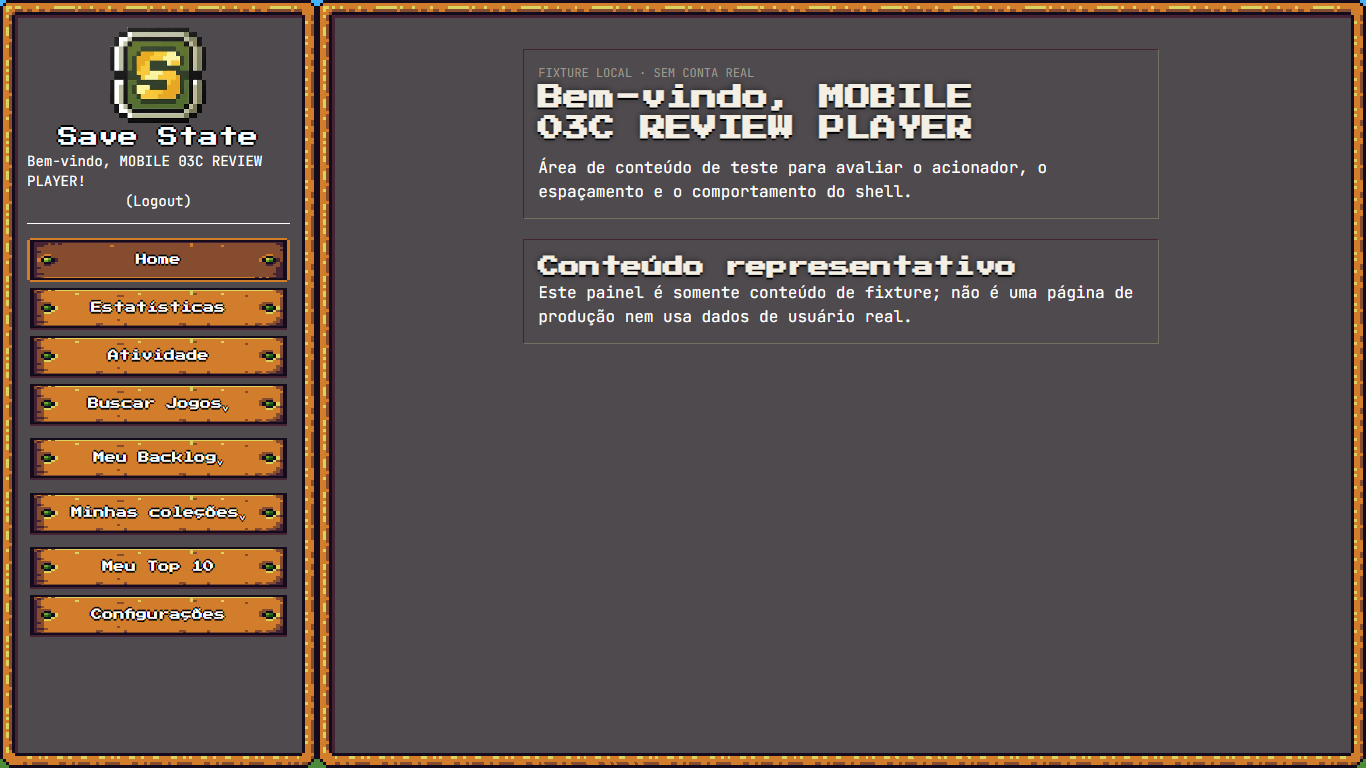 S
Save State
Bem-vindo, MOBILE 03C REVIEW
PLAYER!
(Logout)
Home
Estatísticas
Atividade
Buscar Jogos
Meu Backlog
Minhas coleções
Meu Top 10
Configurações
FIXTURE LOCAL · SEM CONTA REAL
Bem-vindo, MOBILE
03C REVIEW PLAYER
Área de conteúdo de teste para avaliar o acionador, o
espaçamento e o comportamento do shell.
Conteúdo representativo
Este painel é somente conteúdo de fixture; não é uma página de
produção nem usa dados de usuário real.